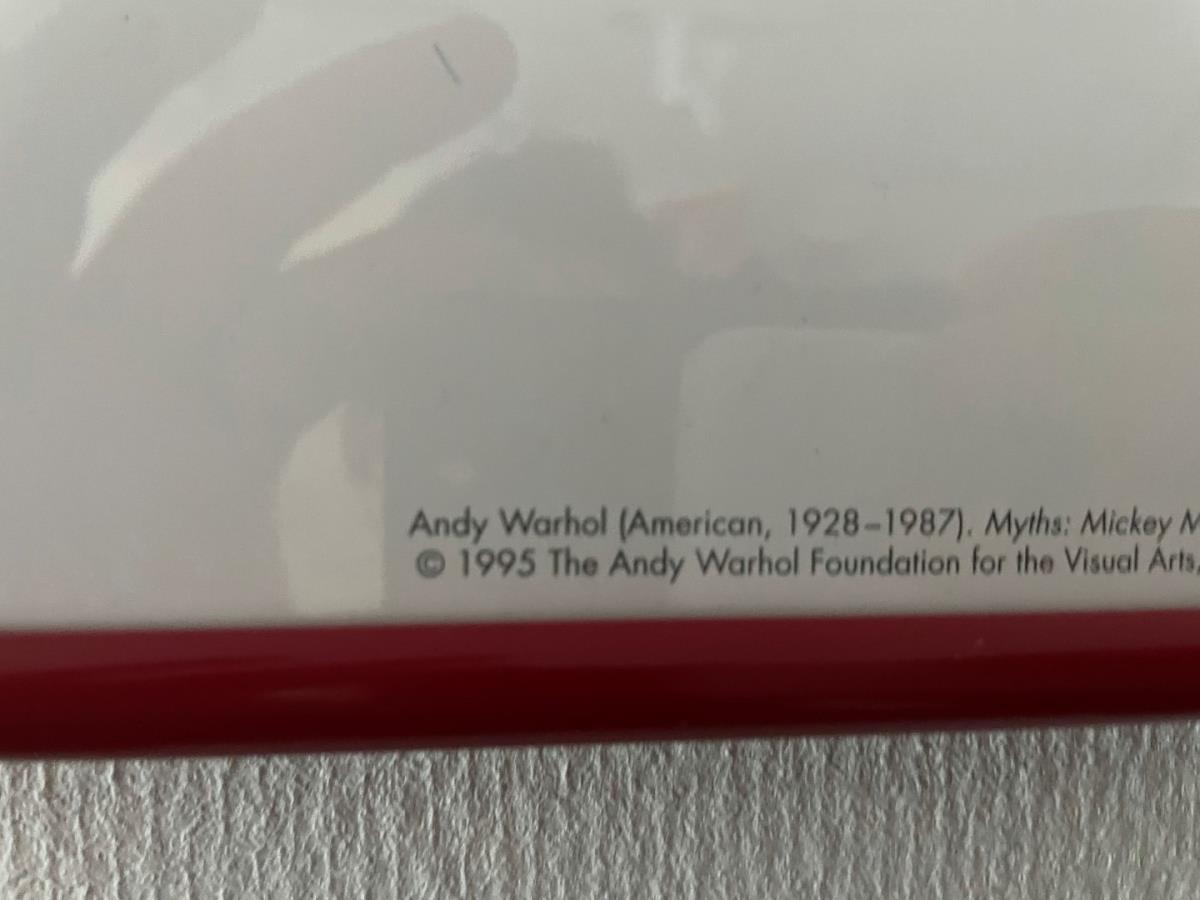 Andy Warhol (American, 1928–1987). Myths: Mickey
© 1995 The Andy Warhol Foundation for the Visual Arts,